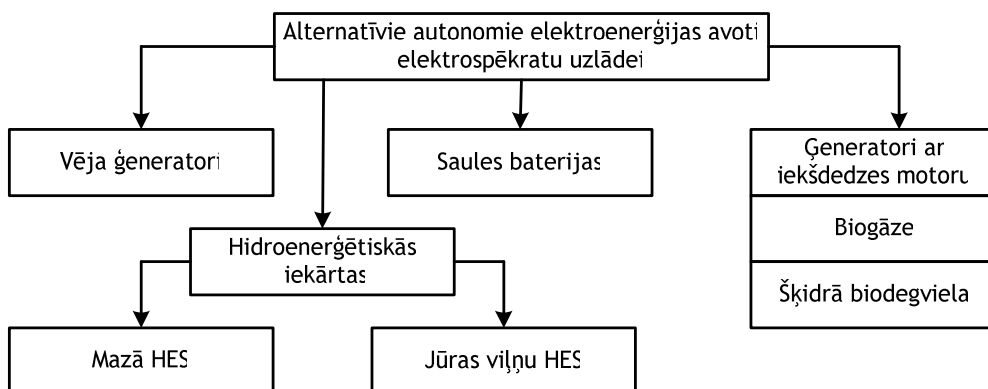 Alternatīvie autonomie elektroenerģijas avoti
elektrospēkratu uzlādei
Vēja ģeneratori
Saules baterijas
Ģeneratori ar
iekšdedzes motoru
Biogāze
Šķidrā biodegviela
Hidroenerģētiskās
iekārtas
Mazā HES
Jūras viļņu HES